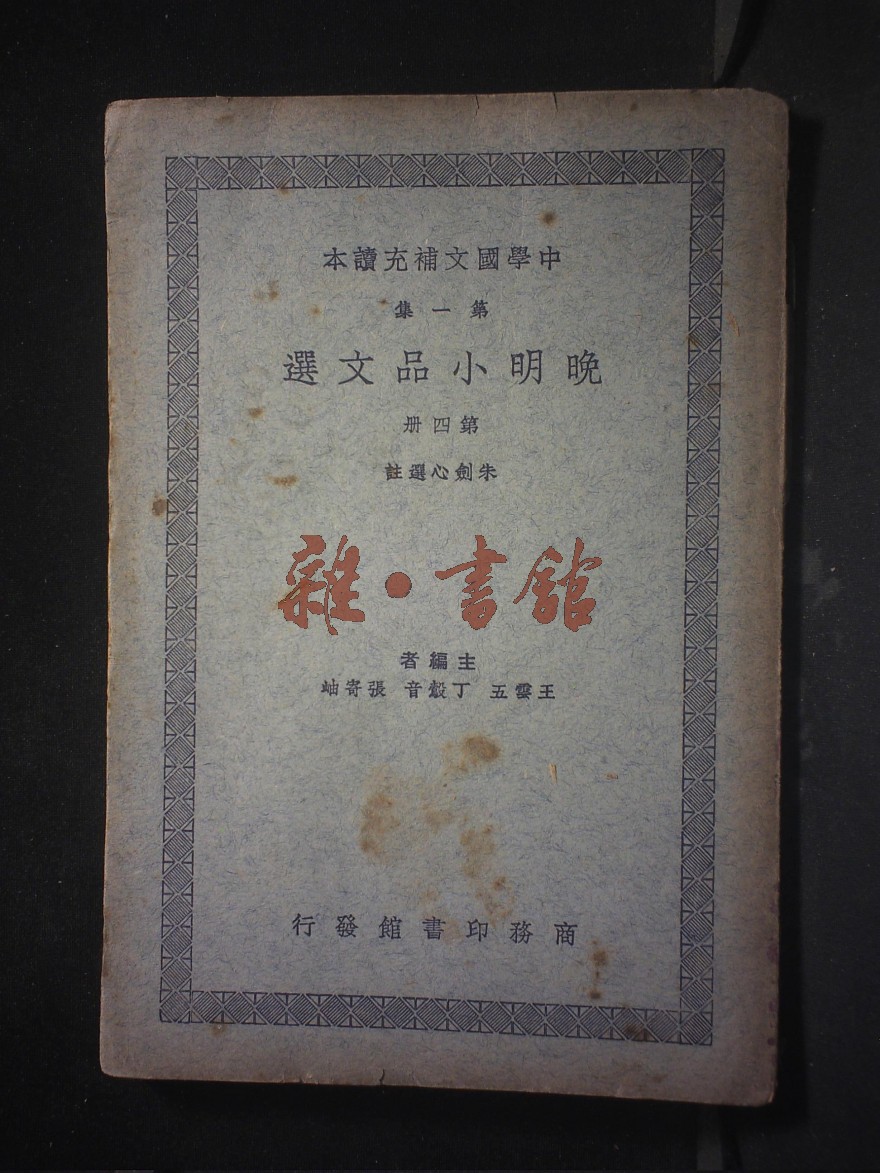 中學國文補充讀本
第一集
晚明小品文選
第四册
朱劍心選註
雜·書館
主編者
王雲五 丁瑴音 張寄岫
商務印書館發行